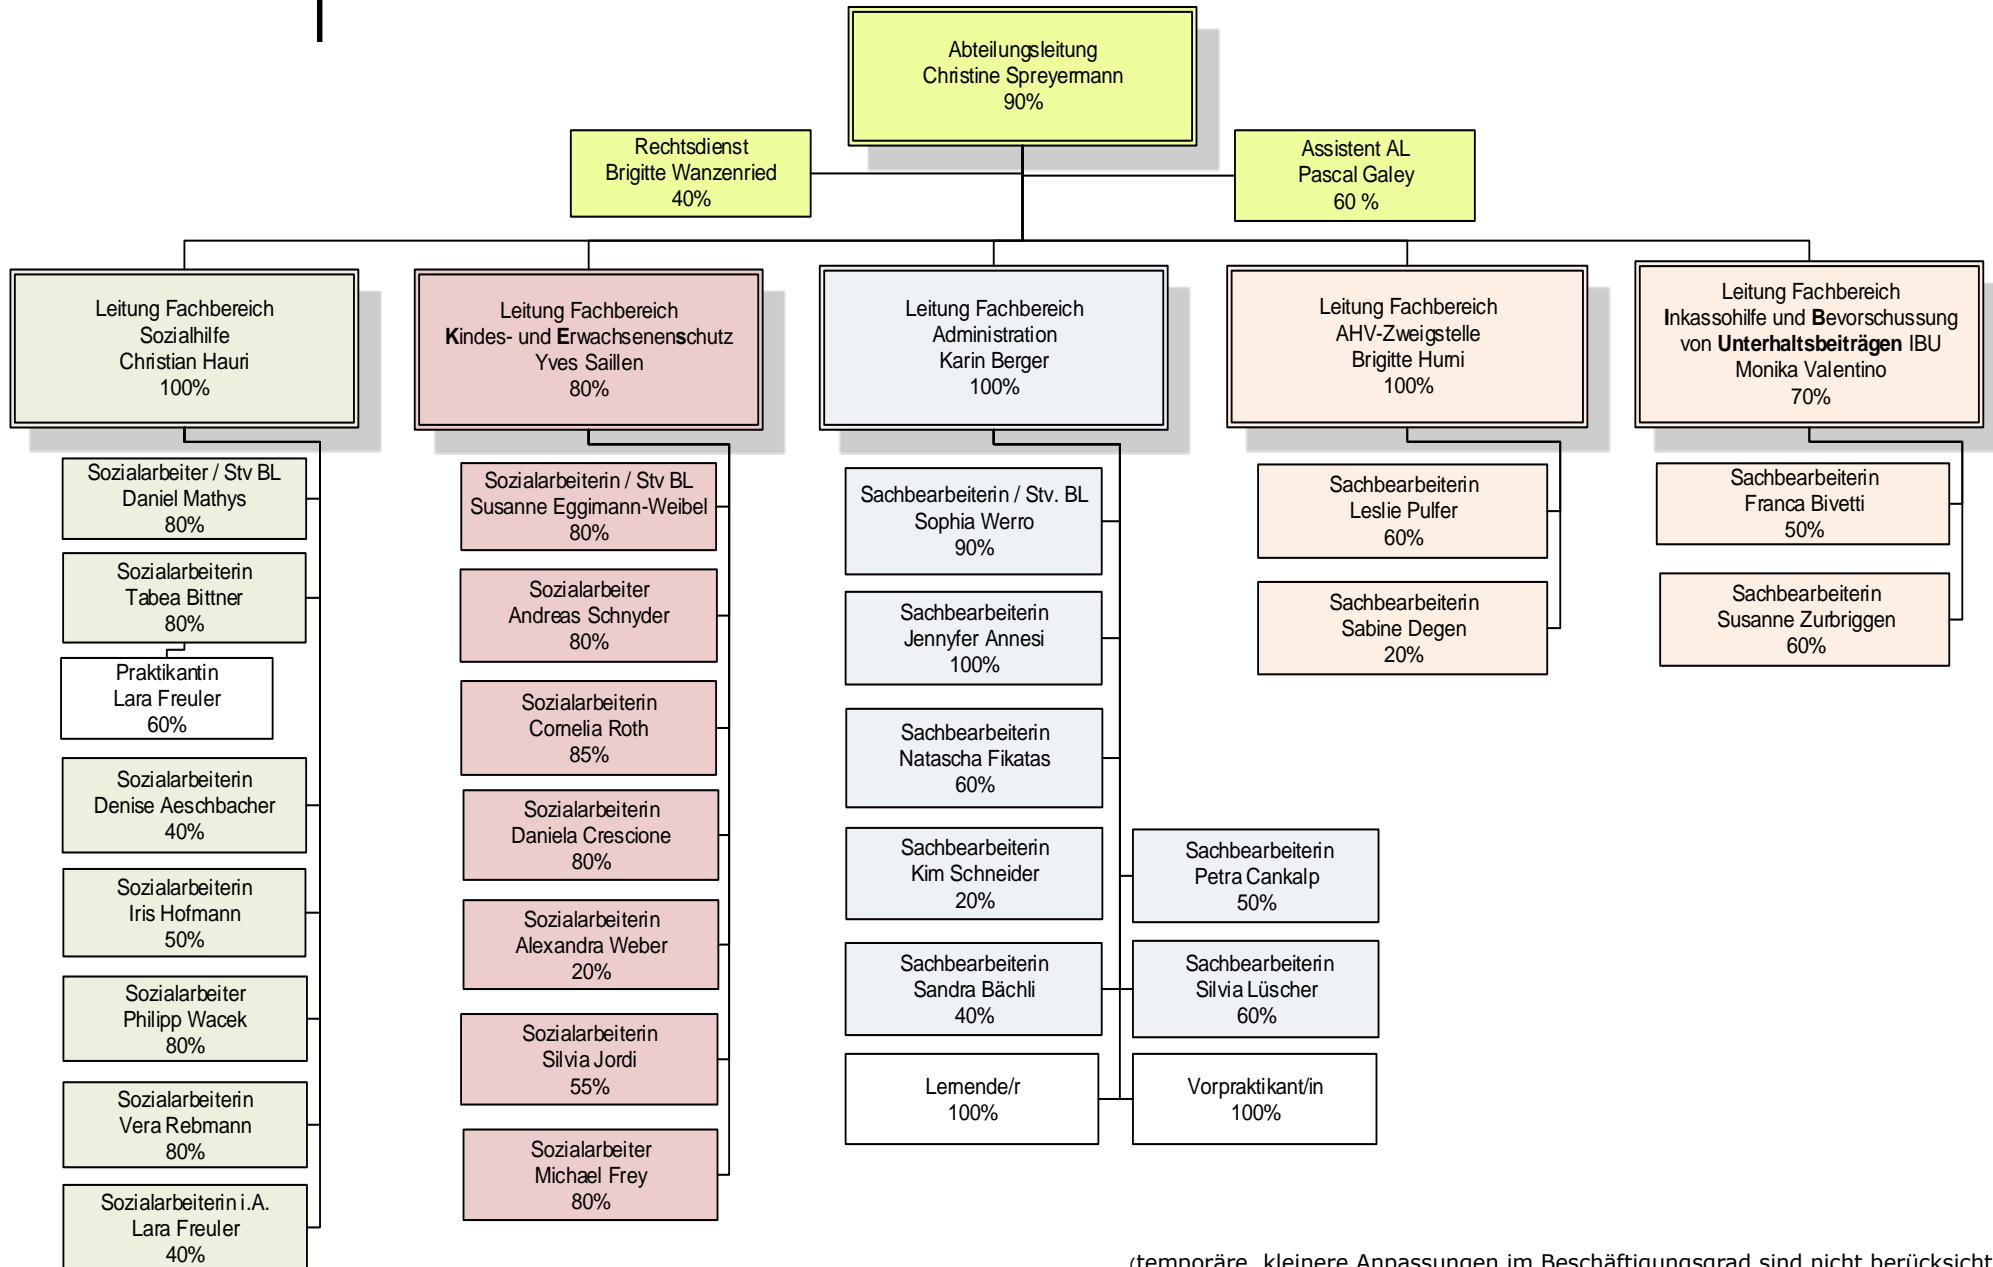 Abteilungsleitung
Christine Spreyermann
90%
Rechtsdienst
Brigitte Wanzenried
40%
Assistent AL
Pascal Galey
60 %
Leitung Fachbereich
Sozialhilfe
Christian Hauri
100%
Leitung Fachbereich
Kindes- und Erwachsenenschutz
Yves Saillen
80%
Leitung Fachbereich
Administration
Karin Berger
100%
Leitung Fachbereich
AHV-Zweigstelle
Brigitte Hurni
100%
Leitung Fachbereich
Inkassohilfe und Bevorschussung
von Unterhaltsbeiträgen IBU
Monika Valentino
70%
Sozialarbeiter / Stv BL
Daniel Mathys
80%
Sozialarbeiterin
Tabea Bittner
80%
Praktikantin
Lara Freuler
60%
Sozialarbeiterin
Denise Aeschbacher
40%
Sozialarbeiterin
Iris Hofmann
50%
Sozialarbeiter
Philipp Wacek
80%
Sozialarbeiterin
Vera Rebmann
80%
Sozialarbeiterin i.A.
Lara Freuler
40%
Sozialarbeiterin / Stv BL
Susanne Eggimann-Weibel
80%
Sozialarbeiter
Andreas Schnyder
80%
Sozialarbeiterin
Cornelia Roth
85%
Sozialarbeiterin
Daniela Crescione
80%
Sozialarbeiterin
Alexandra Weber
20%
Sozialarbeiterin
Silvia Jordi
55%
Sozialarbeiter
Michael Frey
80%
Sachbearbeiterin / Stv. BL
Sophia Werro
90%
Sachbearbeiterin
Jennyfer Annesi
100%
Sachbearbeiterin
Natascha Fikatas
60%
Sachbearbeiterin
Kim Schneider
20%
Sachbearbeiterin
Petra Cankalp
50%
Sachbearbeiterin
Sandra Bächli
40%
Sachbearbeiterin
Silvia Lüscher
60%
Lernende/r
100%
Vorpraktikant/in
100%
Sachbearbeiterin
Leslie Pulfer
60%
Sachbearbeiterin
Sabine Degen
20%
Sachbearbeiterin
Franca Bivetti
50%
Sachbearbeiterin
Susanne Zurbriggen
60%
(temporäre, kleinere Anpassungen im Beschäftigungsgrad sind nicht berücksicht